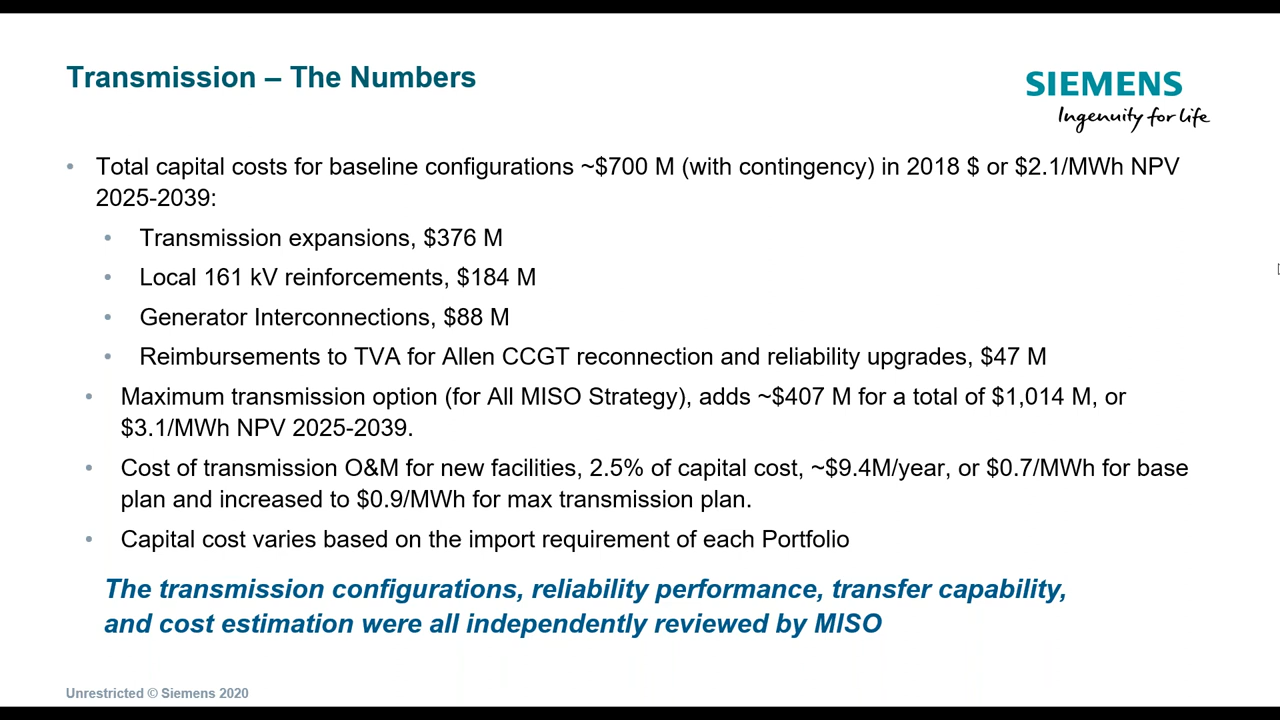 Transmission – The Numbers
SIEMENS
Ingenuity for life
• Total capital costs for baseline configurations ~$700 M (with contingency) in 2018 $ or $2.1/MWh NPV
2025-2039:
• Transmission expansions, $376 M
• Local 161 kV reinforcements, $184 M
• Generator Interconnections, $88 M
• Reimbursements to TVA for Allen CCGT reconnection and reliability upgrades, $47 M
• Maximum transmission option (for All MISO Strategy), adds ~$407 M for a total of $1,014 M, or
$3.1/MWh NPV 2025-2039.
• Cost of transmission O&M for new facilities, 2.5% of capital cost, ~$9.4M/year, or $0.7/MWh for base
plan and increased to $0.9/MWh for max transmission plan.
• Capital cost varies based on the import requirement of each Portfolio
The transmission configurations, reliability performance, transfer capability,
and cost estimation were all independently reviewed by MISO
Unrestricted © Siemens 2020